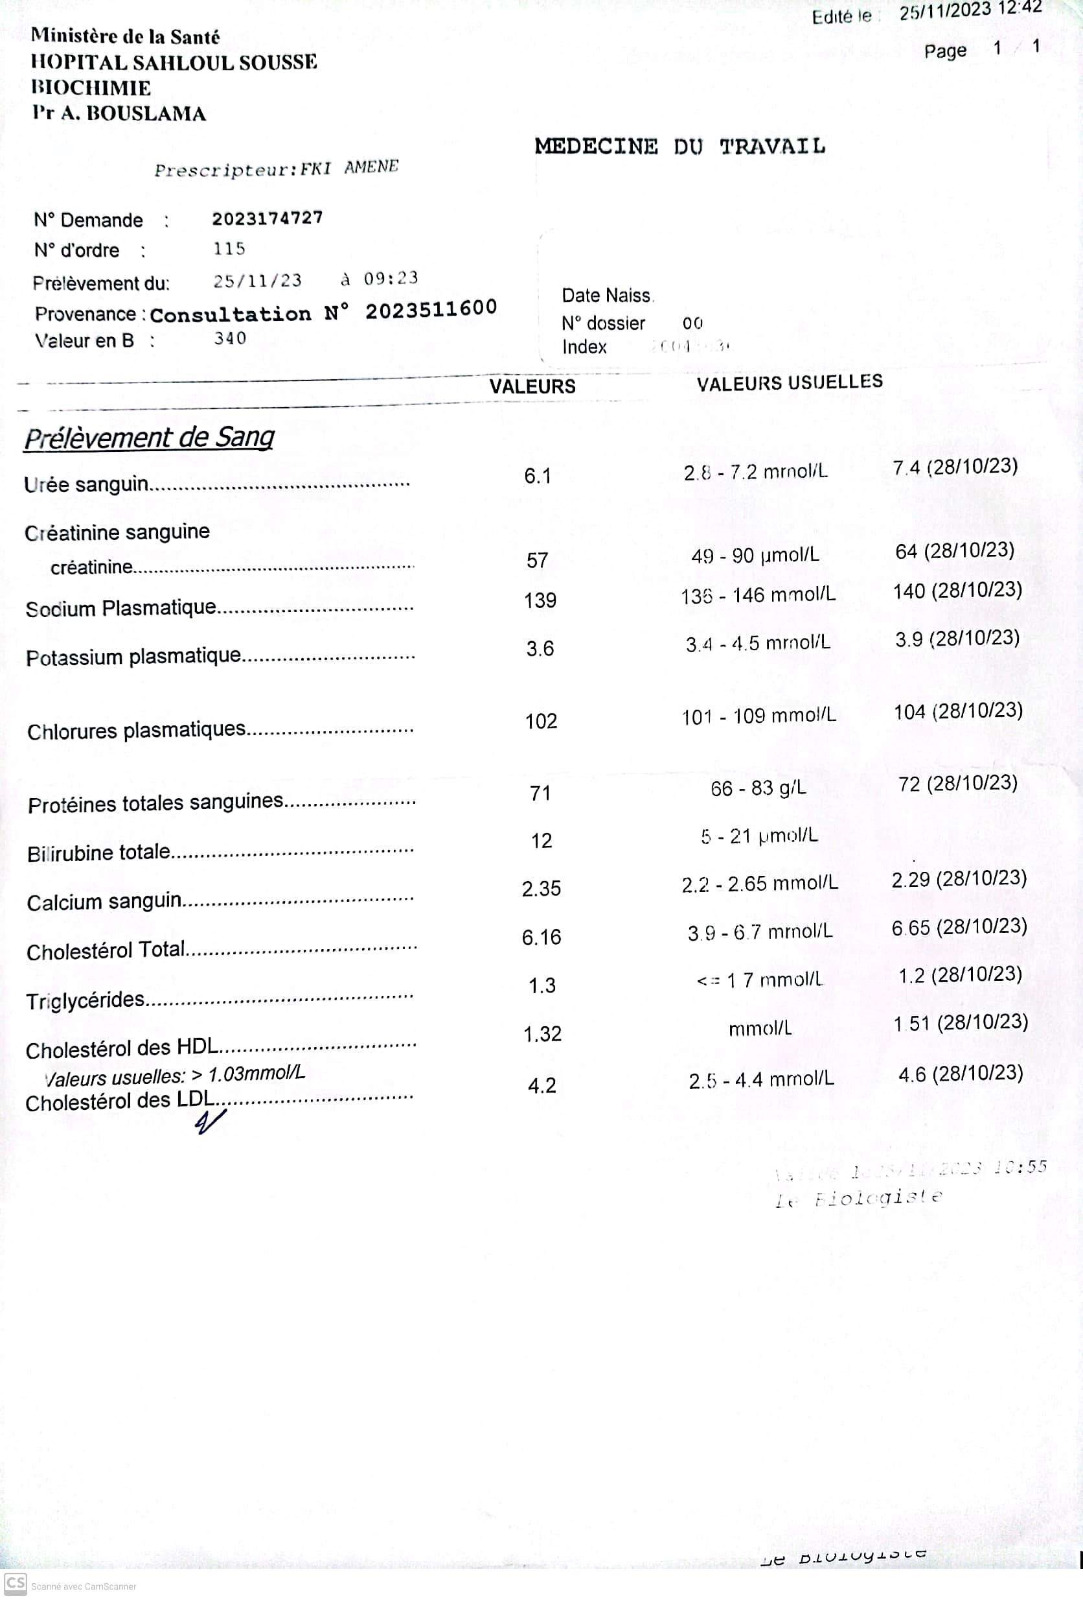 Edité le : 25/11/2023 12:42
Ministère de la Santé
HOPITAL SAHLOUL SOUSSE
BIOCHIMIE
Pr A. BOUSLAMA
Page 1 / 1
MEDECINE DU TRAVAIL
Prescripteur:FKI AMENE
N° Demande : 2023174727
N° d'ordre : 115
Prélèvement du: 25/11/23 à 09:23
Provenance : Consultation N° 2023511600
Valeur en B : 340
Date Naiss.
N° dossier 00
Index
VALEURS VALEURS USUELLES
Prélèvement de Sang
Urée sanguin........................................... 6.1 2.8 - 7.2 mmol/L 7.4 (28/10/23)
Créatinine sanguine
créatinine.............................................. 57 49 - 90 µmol/L 64 (28/10/23)
Sodium Plasmatique................................ 139 136 - 146 mmol/L 140 (28/10/23)
Potassium plasmatique............................ 3.6 3.4 - 4.5 mmol/L 3.9 (28/10/23)
Chlorures plasmatiques........................... 102 101 - 109 mmol/L 104 (28/10/23)
Protéines totales sanguines..................... 71 66 - 83 g/L 72 (28/10/23)
Bilirubine totale........................................ 12 5 - 21 µmol/L
Calcium sanguin...................................... 2.35 2.2 - 2.65 mmol/L 2.29 (28/10/23)
Cholestérol Total...................................... 6.16 3.9 - 6.7 mmol/L 6.65 (28/10/23)
Triglycérides............................................ 1.3 <= 1.7 mmol/L 1.2 (28/10/23)
Cholestérol des HDL................................ 1.32 mmol/L 1.51 (28/10/23)
Valeurs usuelles: > 1.03mmol/L
Cholestérol des LDL................................ 4.2 2.5 - 4.4 mmol/L 4.6 (28/10/23)
2023 10:55
Le Biologiste
Le Biologiste
CS Scanné avec CamScanner